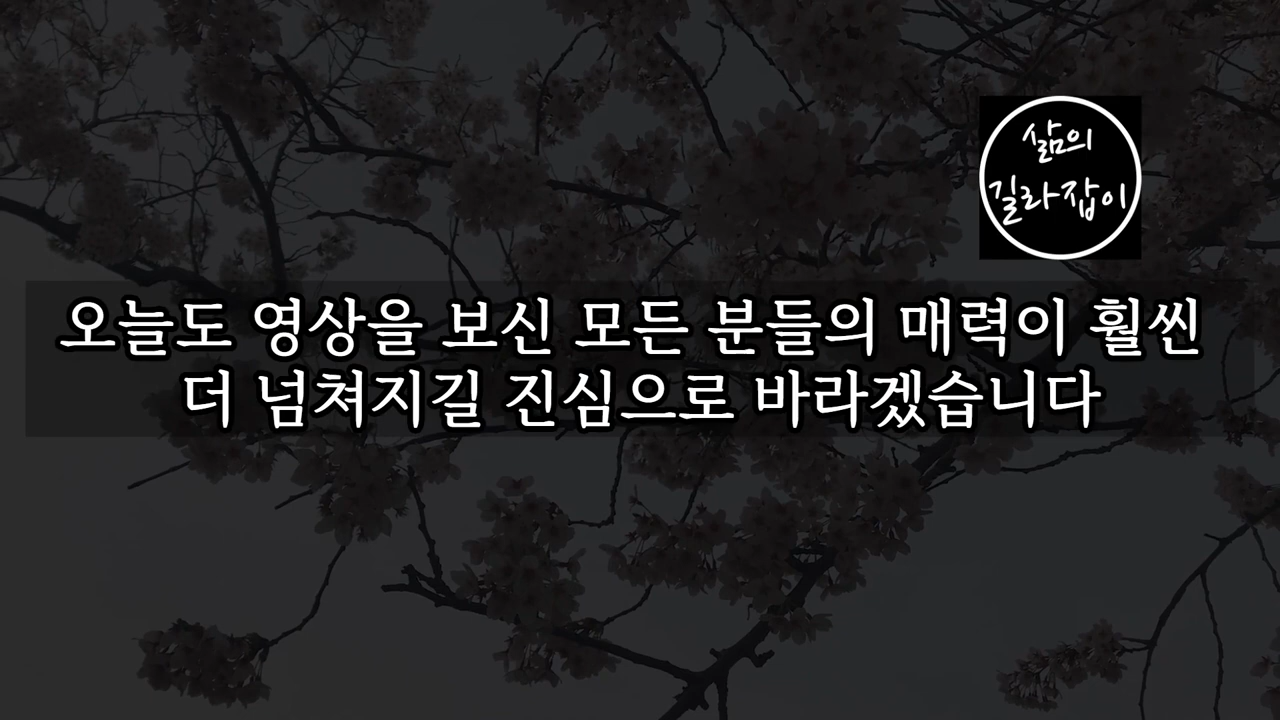 삶의
길라잡이
오늘도 영상을 보신 모든 분들의 매력이 훨씬
더 넘쳐지길 진심으로 바라겠습니다